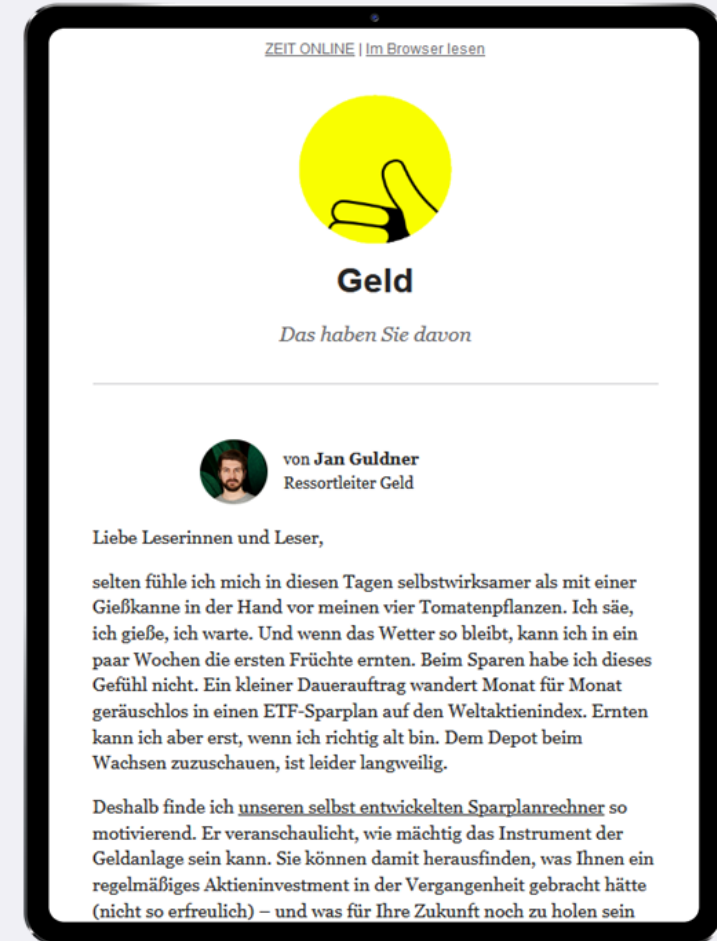 ZEIT ONLINE | Im Browser lesen
Geld
Das haben Sie davon
von Jan Guldner
Ressortleiter Geld
Liebe Leserinnen und Leser,
selten fühle ich mich in diesen Tagen selbstwirksamer als mit einer
Gießkanne in der Hand vor meinen vier Tomatenpflanzen. Ich säe,
ich gieße, ich warte. Und wenn das Wetter so bleibt, kann ich in ein
paar Wochen die ersten Früchte ernten. Beim Sparen habe ich dieses
Gefühl nicht. Ein kleiner Dauerauftrag wandert Monat für Monat
geräuschlos in einen ETF-Sparplan auf den Weltaktienindex. Ernten
kann ich aber erst, wenn ich richtig alt bin. Dem Depot beim
Wachsen zuzuschauen, ist leider langweilig.
Deshalb finde ich unseren selbst entwickelten Sparplanrechner so
motivierend. Er veranschaulicht, wie mächtig das Instrument der
Geldanlage sein kann. Sie können damit herausfinden, was Ihnen ein
regelmäßiges Aktieninvestment in der Vergangenheit gebracht hätte
(nicht so erfreulich) – und was für Ihre Zukunft noch zu holen sein